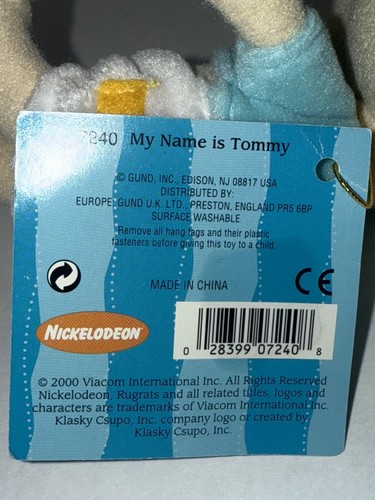 7240 My Name is Tommy
© GUND, INC., EDISON, NJ 08817 USA
DISTRIBUTED BY:
EUROPE: GUND U.K. LTD., PRESTON, ENGLAND PR5 6BP
SURFACE WASHABLE
Remove all hang tags and their plastic
fasteners before giving this toy to a child.
MADE IN CHINA
CE
NICKELODEON
0 28399 07240 8
© 2000 Viacom International Inc. All Rights Reserved
Nickelodeon, Rugrats and all related titles, logos and
characters are trademarks of Viacom International Inc.
Klasky Csupo, Inc. company logo or created by
Klasky Csupo, Inc.